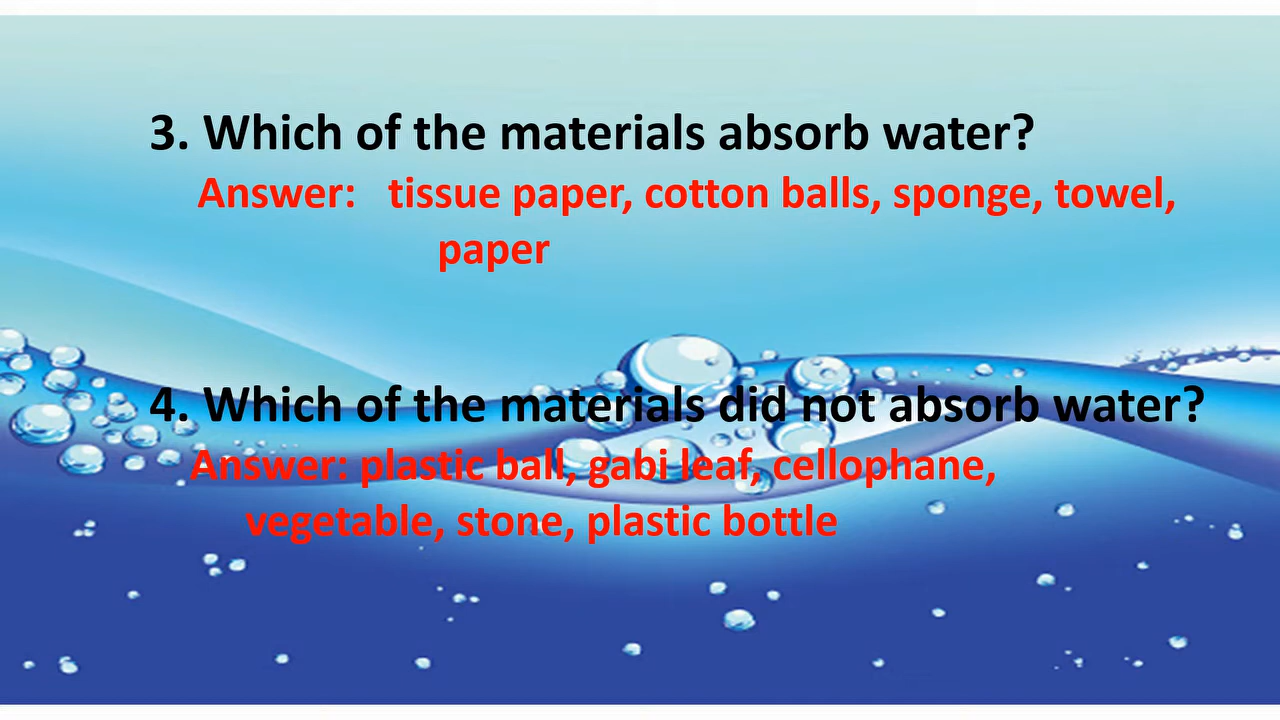 3. Which of the materials absorb water?
Answer: tissue paper, cotton balls, sponge, towel,
paper
4. Which of the materials did not absorb water?
Answer: plastic ball, gabi leaf, cellophane,
vegetable, stone, plastic bottle